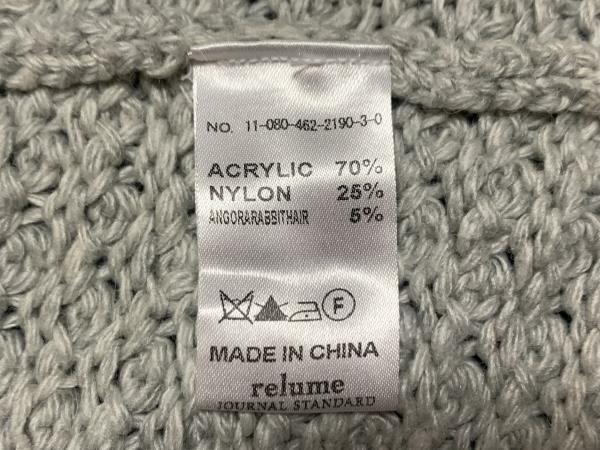 NO. 11-080-462-2190-3-0
ACRYLIC 70%
NYLON 25%
ANGORARABBITHAIR 5%
F
MADE IN CHINA
relume
JOURNAL STANDARD